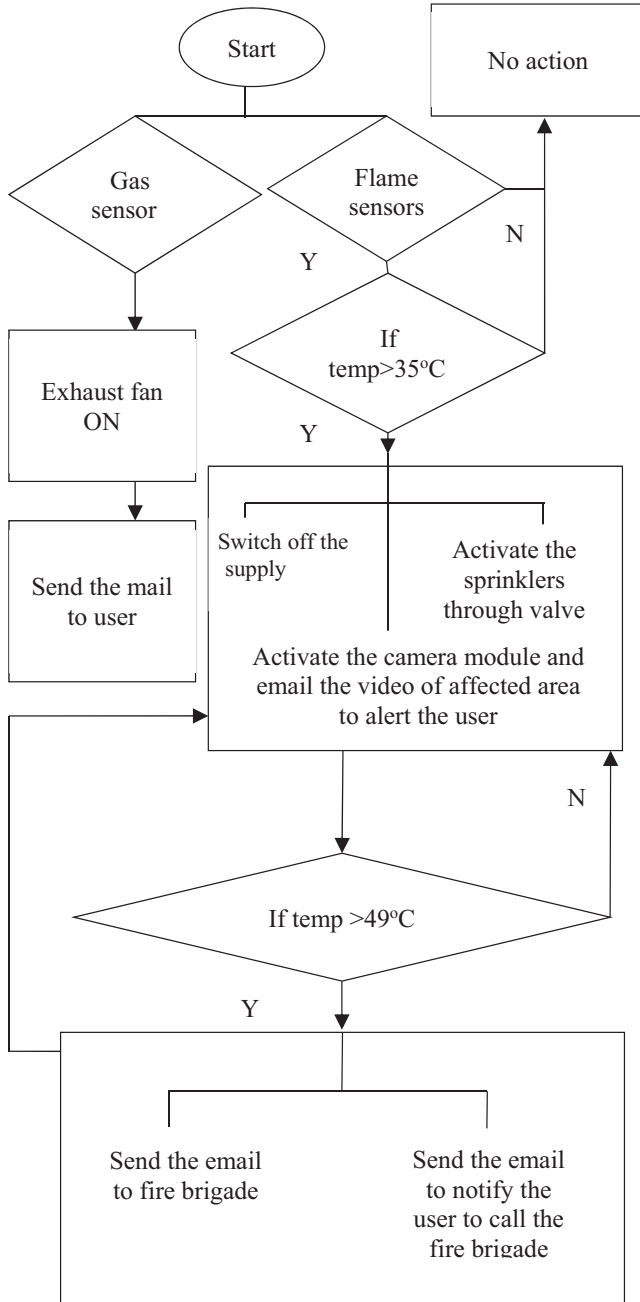 Start
No action
Gas
sensor
Flame
sensors
N
Y
If
temp>35ºC
Exhaust fan
ON
Y
Switch off the
supply
Activate the
sprinklers
through valve
Send the mail
to user
Activate the camera module and
email the video of affected area
to alert the user
N
If temp >49ºC
Y
Send the email
to fire brigade
Send the email
to notify the
user to call the
fire brigade